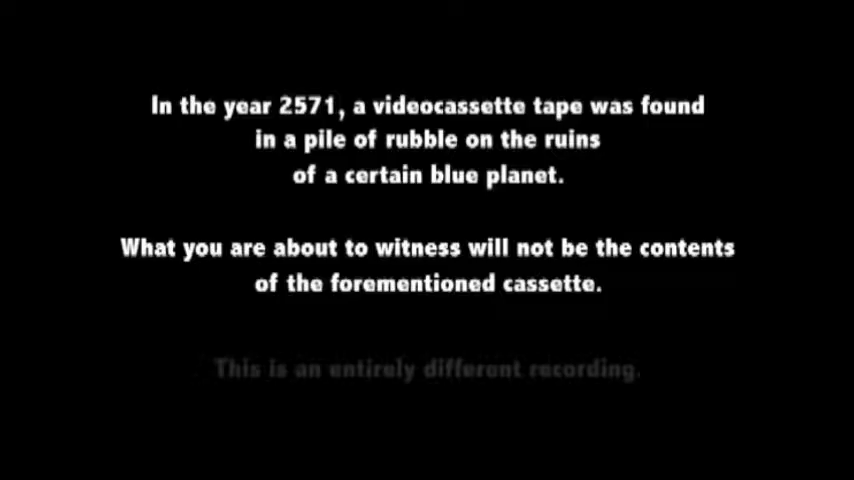 In the year 2571, a videocassette tape was found
in a pile of rubble on the ruins
of a certain blue planet.
What you are about to witness will not be the contents
of the forementioned cassette.
This is an entirely different recording.